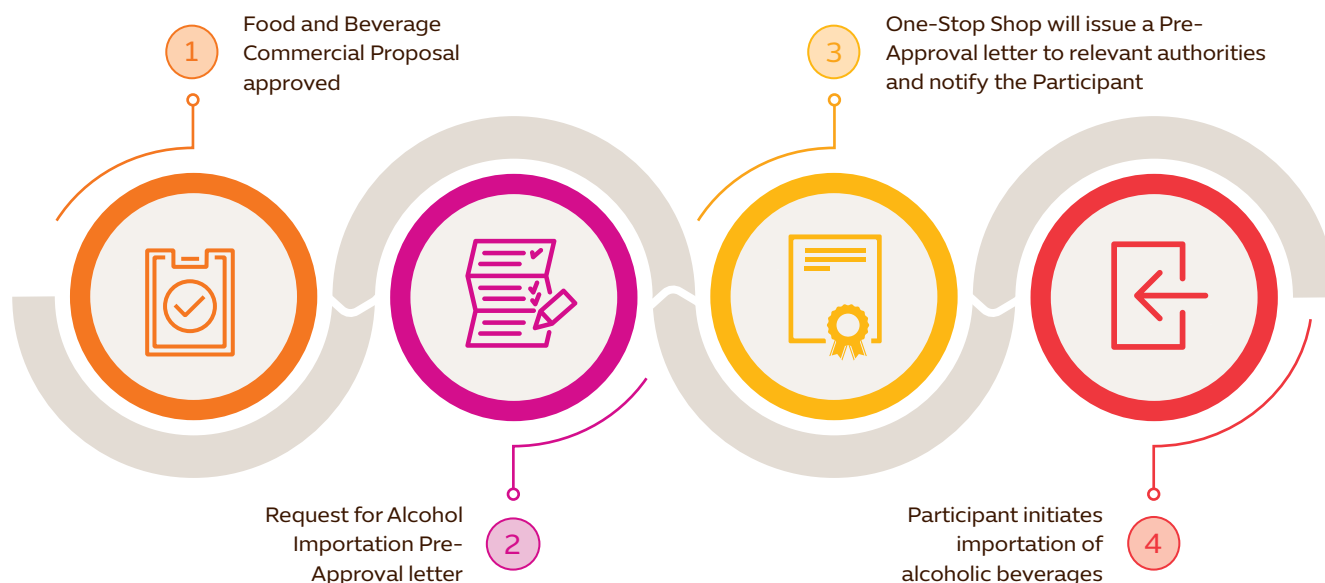 1
Food and Beverage
Commercial Proposal
approved
2
Request for Alcohol
Importation Pre-
Approval letter
3
One-Stop Shop will issue a Pre-
Approval letter to relevant authorities
and notify the Participant
4
Participant initiates
importation of
alcoholic beverages